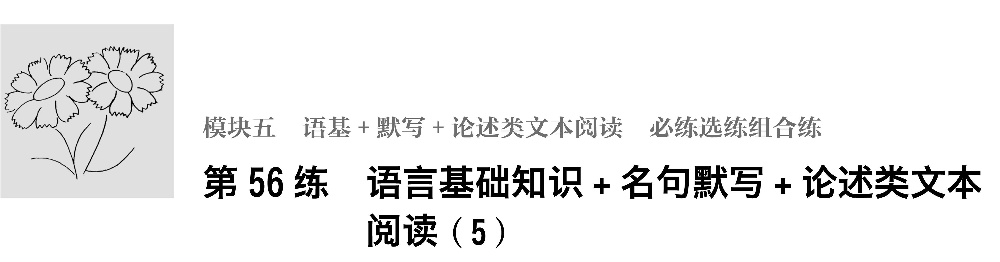 模块五　语基 + 默写 + 论述类文本阅读　必练选练组合练
第 56 练　语言基础知识 + 名句默写 + 论述类文本
阅读（5）